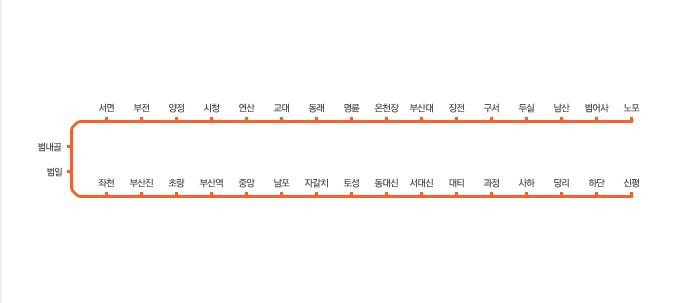 서면 부전 양정 시청 연산 교대 동래 명륜 온천장 부산대 장전 구서 두실 남산 범어사 노포
범내골
범일
좌천 부산진 초량 부산역 중앙 남포 자갈치 토성 동대신 서대신 대티 괴정 사하 당리 하단 신평